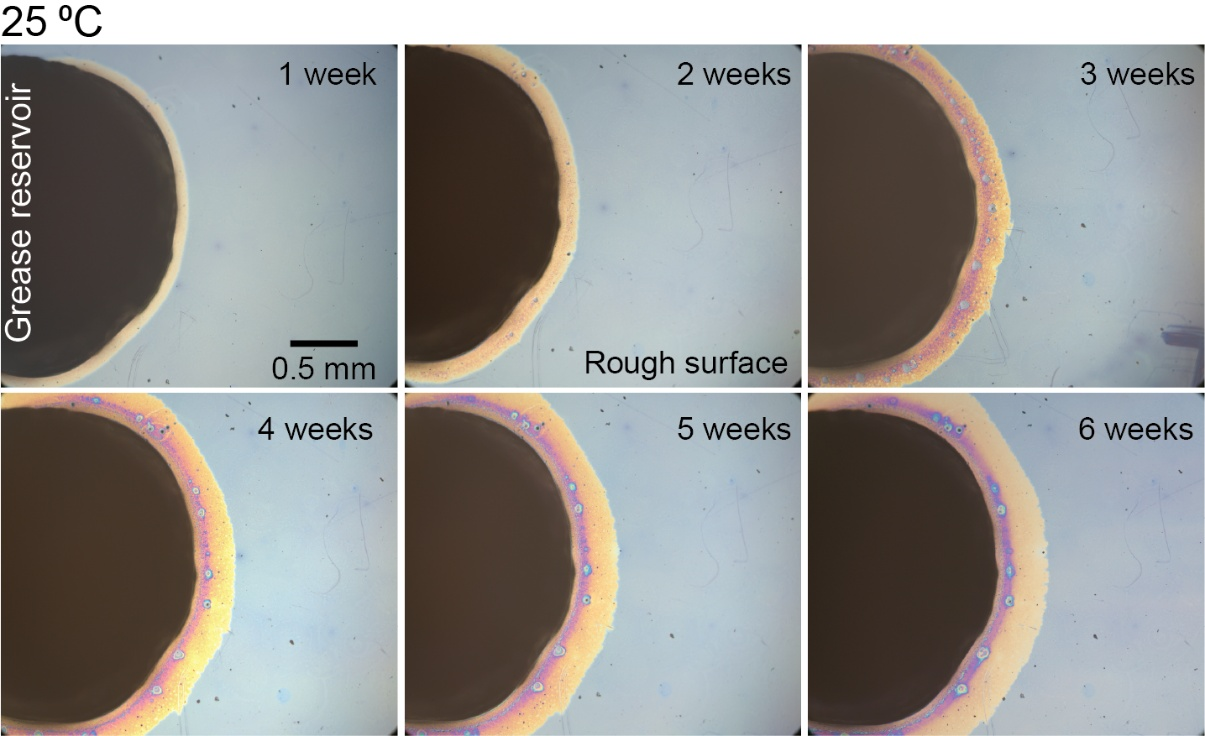 25 ºC
Grease reservoir
1 week
0.5 mm
2 weeks
Rough surface
3 weeks
4 weeks
5 weeks
6 weeks